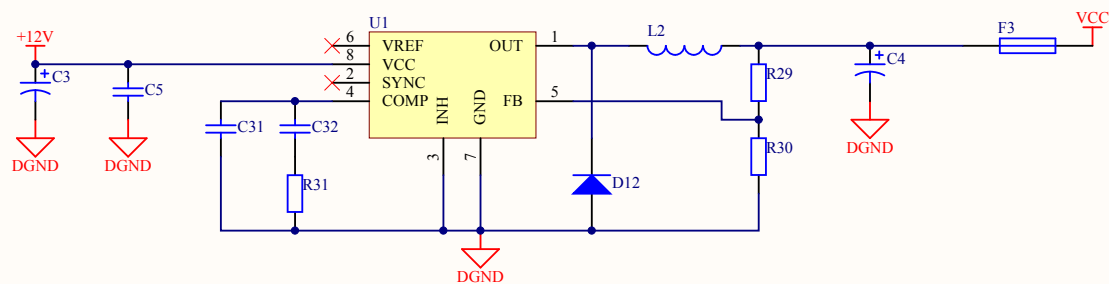 U1
+12V
VCC
6
VREF
OUT
1
L2
F3
8
VCC
C3
2
SYNC
C4
C5
4
COMP
FB
5
R29
INH
GND
C31
C32
R30
3
7
DGND
DGND
DGND
R31
D12
DGND